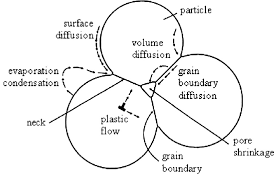 surface
diffusion
particle
volume
diffusion
evaporation
condensation
grain
boundary
diffusion
neck
plastic
flow
pore
shrinkage
grain
boundary